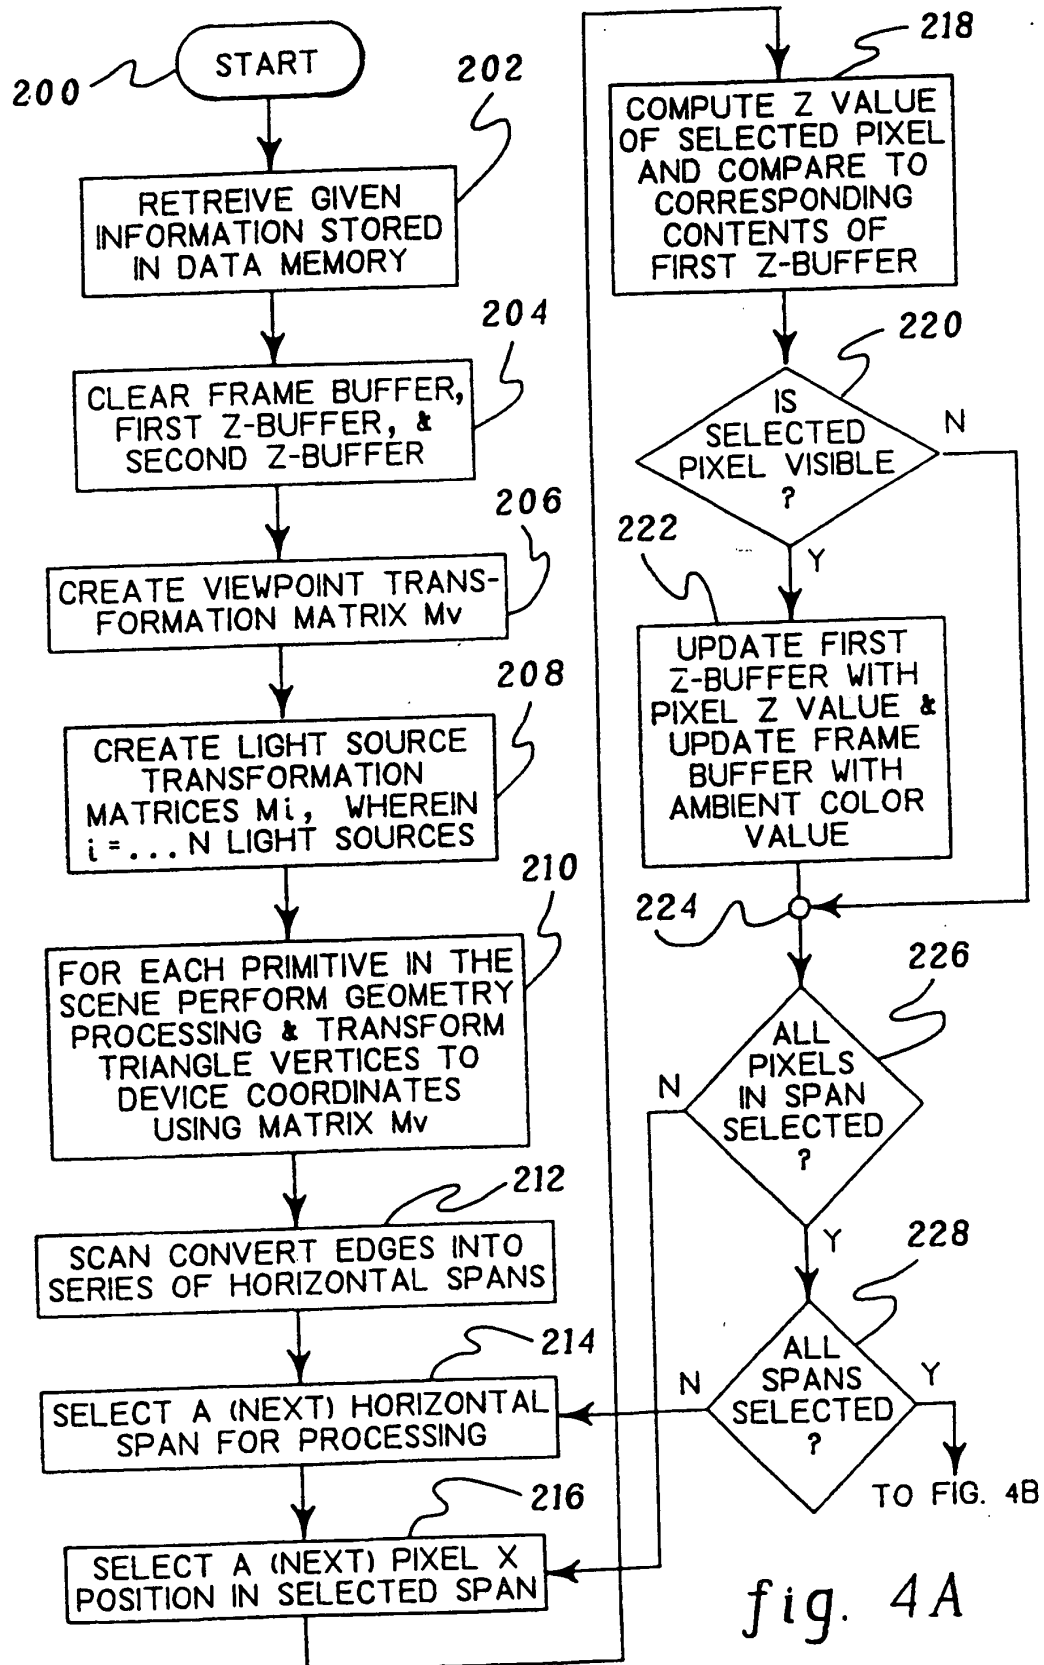 200
START
202
RETREIVE GIVEN
INFORMATION STORED
IN DATA MEMORY
204
CLEAR FRAME BUFFER,
FIRST Z-BUFFER, &
SECOND Z-BUFFER
206
CREATE VIEWPOINT TRANS-
FORMATION MATRIX Mv
208
CREATE LIGHT SOURCE
TRANSFORMATION
MATRICES Mi, WHEREIN
i = ... N LIGHT SOURCES
210
FOR EACH PRIMITIVE IN THE
SCENE PERFORM GEOMETRY
PROCESSING & TRANSFORM
TRIANGLE VERTICES TO
DEVICE COORDINATES
USING MATRIX Mv
212
SCAN CONVERT EDGES INTO
SERIES OF HORIZONTAL SPANS
214
SELECT A (NEXT) HORIZONTAL
SPAN FOR PROCESSING
216
SELECT A (NEXT) PIXEL X
POSITION IN SELECTED SPAN
218
COMPUTE Z VALUE
OF SELECTED PIXEL
AND COMPARE TO
CORRESPONDING
CONTENTS OF
FIRST Z-BUFFER
220
IS
SELECTED
PIXEL VISIBLE
?
N
Y
222
UPDATE FIRST
Z-BUFFER WITH
PIXEL Z VALUE &
UPDATE FRAME
BUFFER WITH
AMBIENT COLOR
VALUE
224
226
ALL
PIXELS
IN SPAN
SELECTED
?
N
Y
228
ALL
SPANS
SELECTED
?
N
Y
TO FIG. 4B
fig. 4A